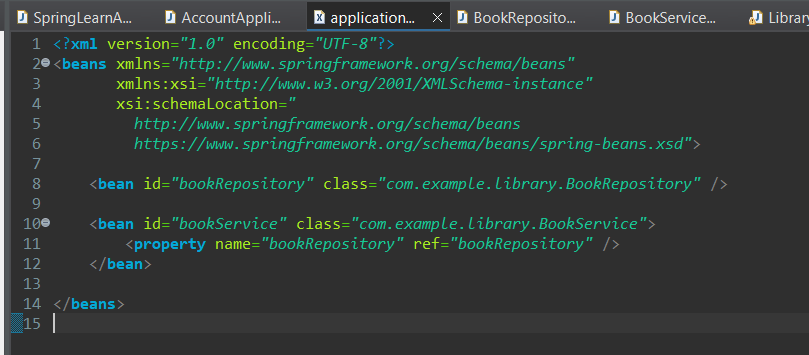 SpringLearnA... AccountAppli... application... BookReposito... BookService... Library
1 <?xml version="1.0" encoding="UTF-8"?>
2 <beans xmlns="http://www.springframework.org/schema/beans"
3 xmlns:xsi="http://www.w3.org/2001/XMLSchema-instance"
4 xsi:schemaLocation="
5 http://www.springframework.org/schema/beans
6 https://www.springframework.org/schema/beans/spring-beans.xsd">
7
8 <bean id="bookRepository" class="com.example.library.BookRepository" />
9
10 <bean id="bookService" class="com.example.library.BookService">
11 <property name="bookRepository" ref="bookRepository" />
12 </bean>
13
14 </beans>
15